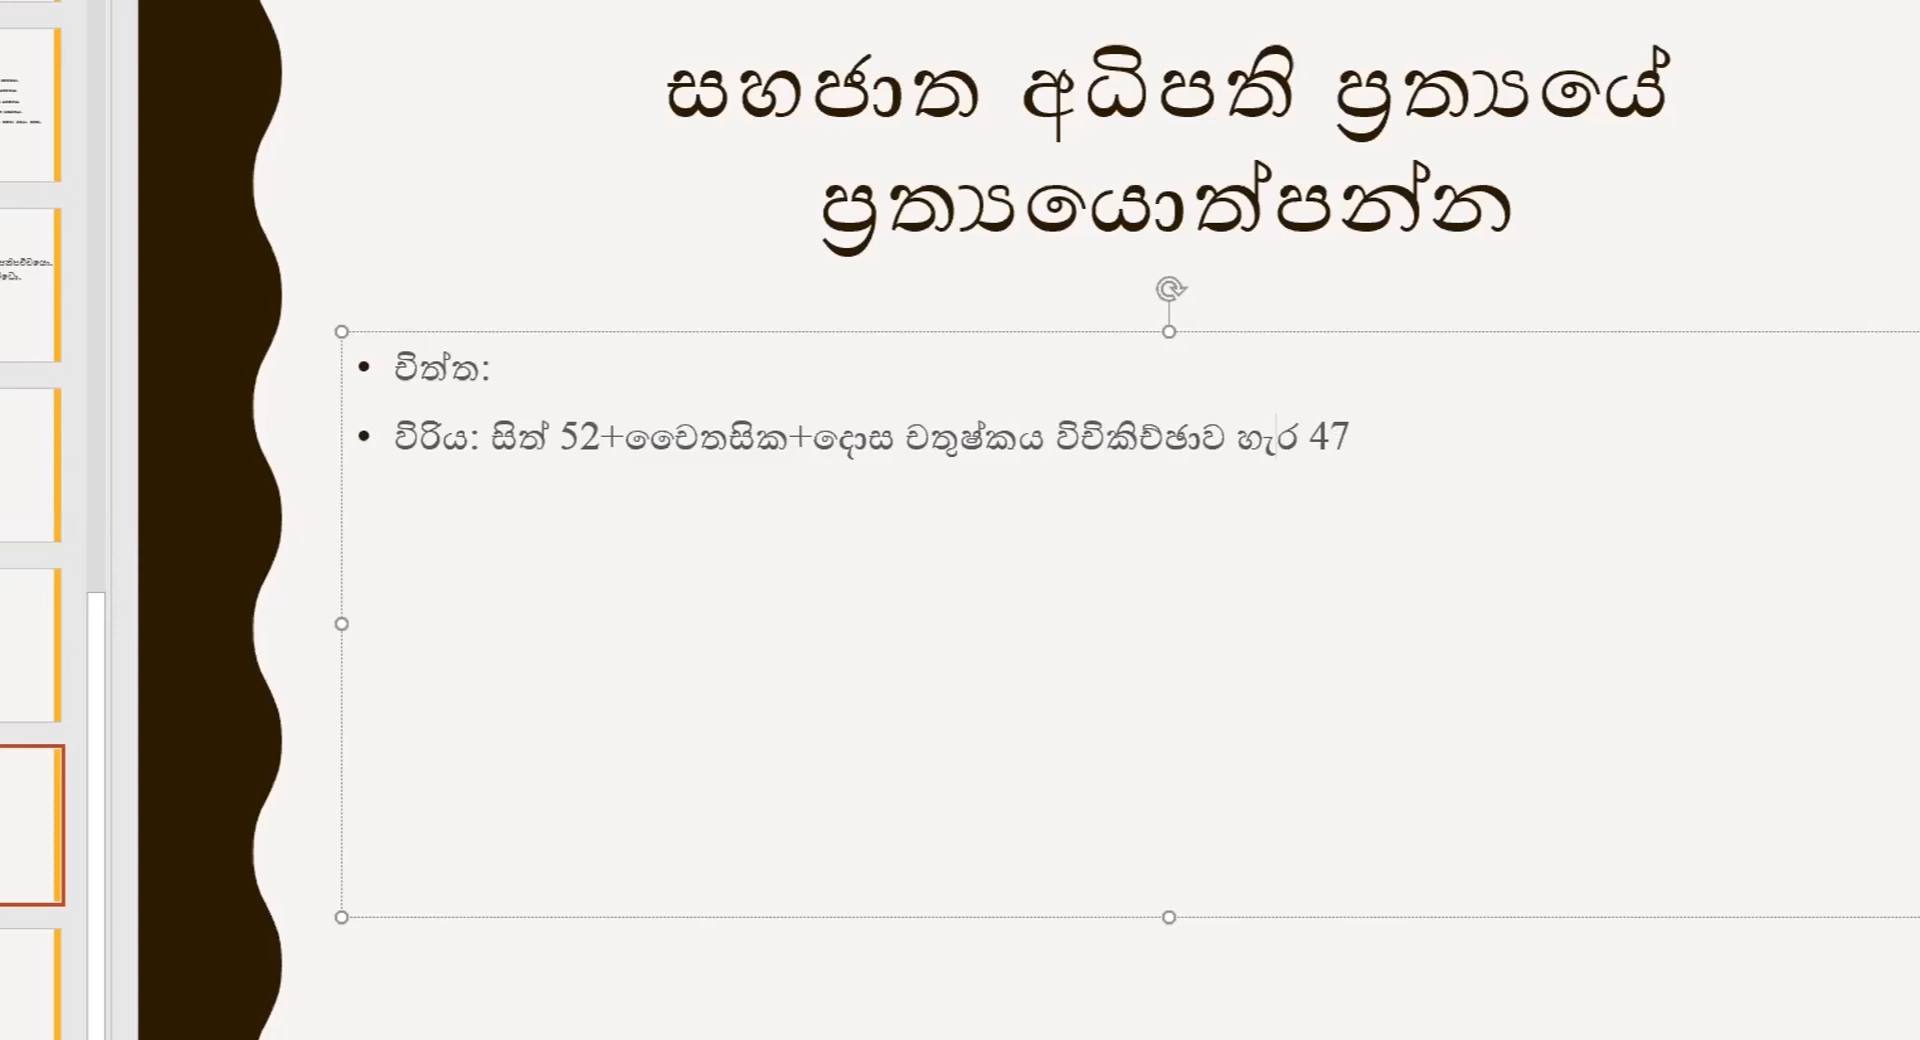 සහජාත අධිපති ප්‍රත්‍යයේ
ප්‍රත්‍යයොත්පන්න
• චිත්ත:
• විරිය: සිත් 52+චෛතසික+දොස චතුෂ්කය විචිකිච්ඡාව හැර 47